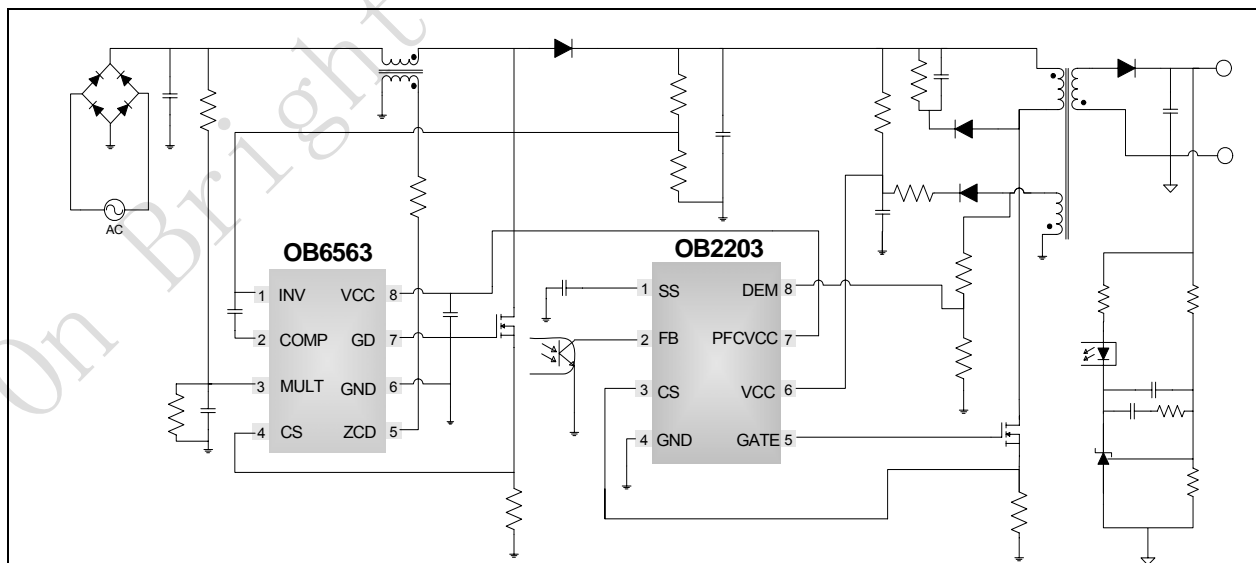 On Bright
AC
OB6563
1 INV VCC 8
2 COMP GD 7
3 MULT GND 6
4 CS ZCD 5
OB2203
1 SS DEM 8
2 FB PFCVCC 7
3 CS VCC 6
4 GND GATE 5